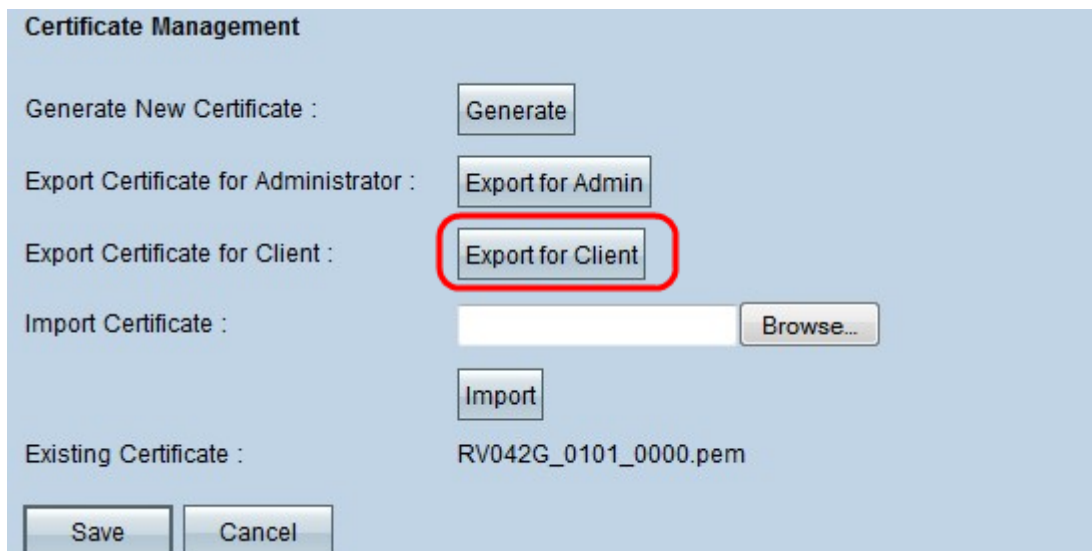 Certificate Management
Generate New Certificate : Generate
Export Certificate for Administrator : Export for Admin
Export Certificate for Client : Export for Client
Import Certificate : Browse...
Import
Existing Certificate : RV042G_0101_0000.pem
Save Cancel